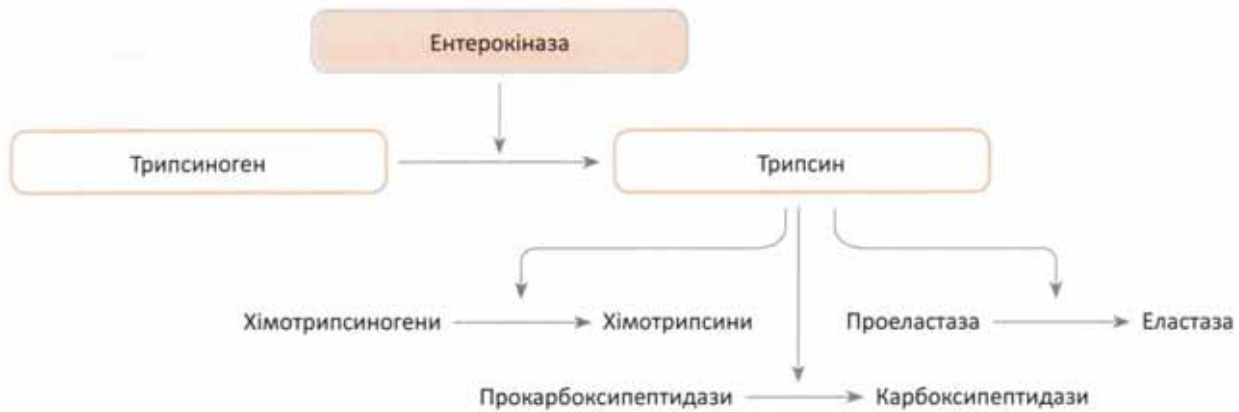 Ентерокіназа
Трипсиноген
Трипсин
Хімотрипсиногени
Хімотрипсини
Проеластаза
Еластаза
Прокарбоксипептидази
Карбоксипептидази